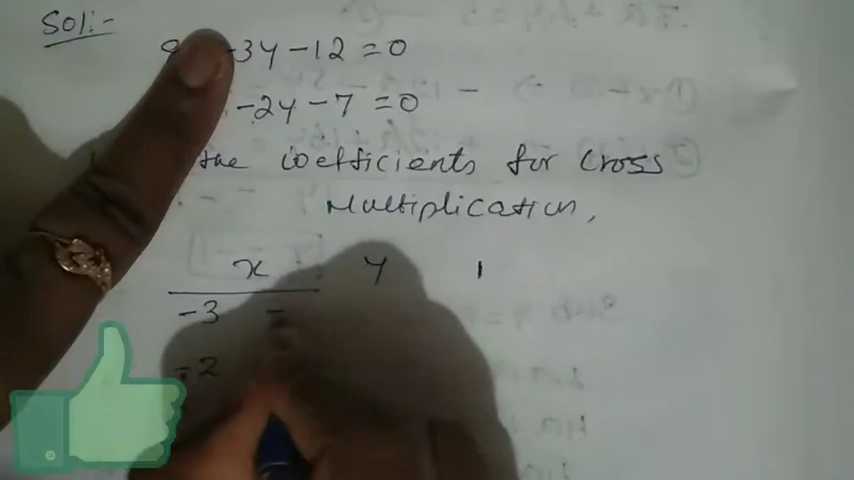 Sol:-
-3y -12 =0
-2y -7 =0
the coefficients for Cross
Multiplication,
x y 1
-3 -
-2